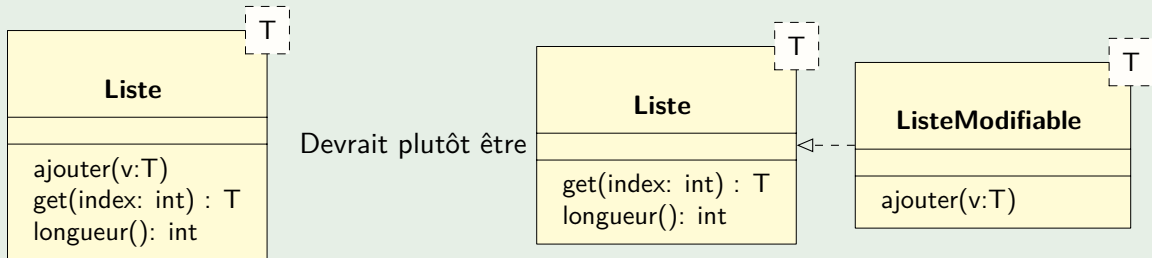 T
Liste
ajouter(v:T)
get(index: int) : T
longueur(): int
Devrait plutôt être
T
Liste
get(index: int) : T
longueur(): int
T
ListeModifiable
ajouter(v:T)